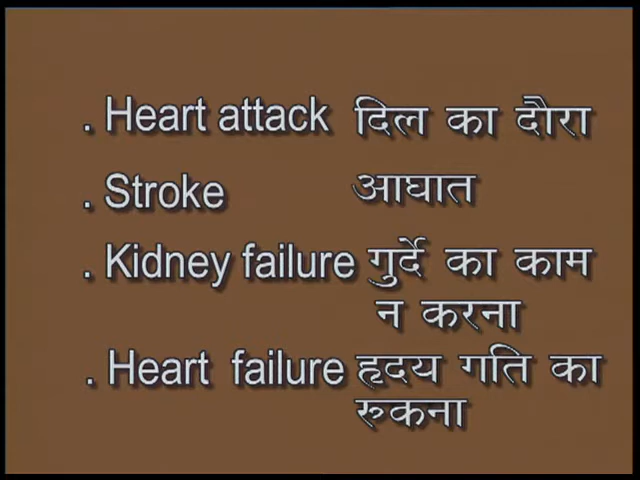 . Heart attack दिल का दौरा
. Stroke आघात
. Kidney failure गुर्दे का काम
न करना
. Heart failure हृदय गति का
रुकना